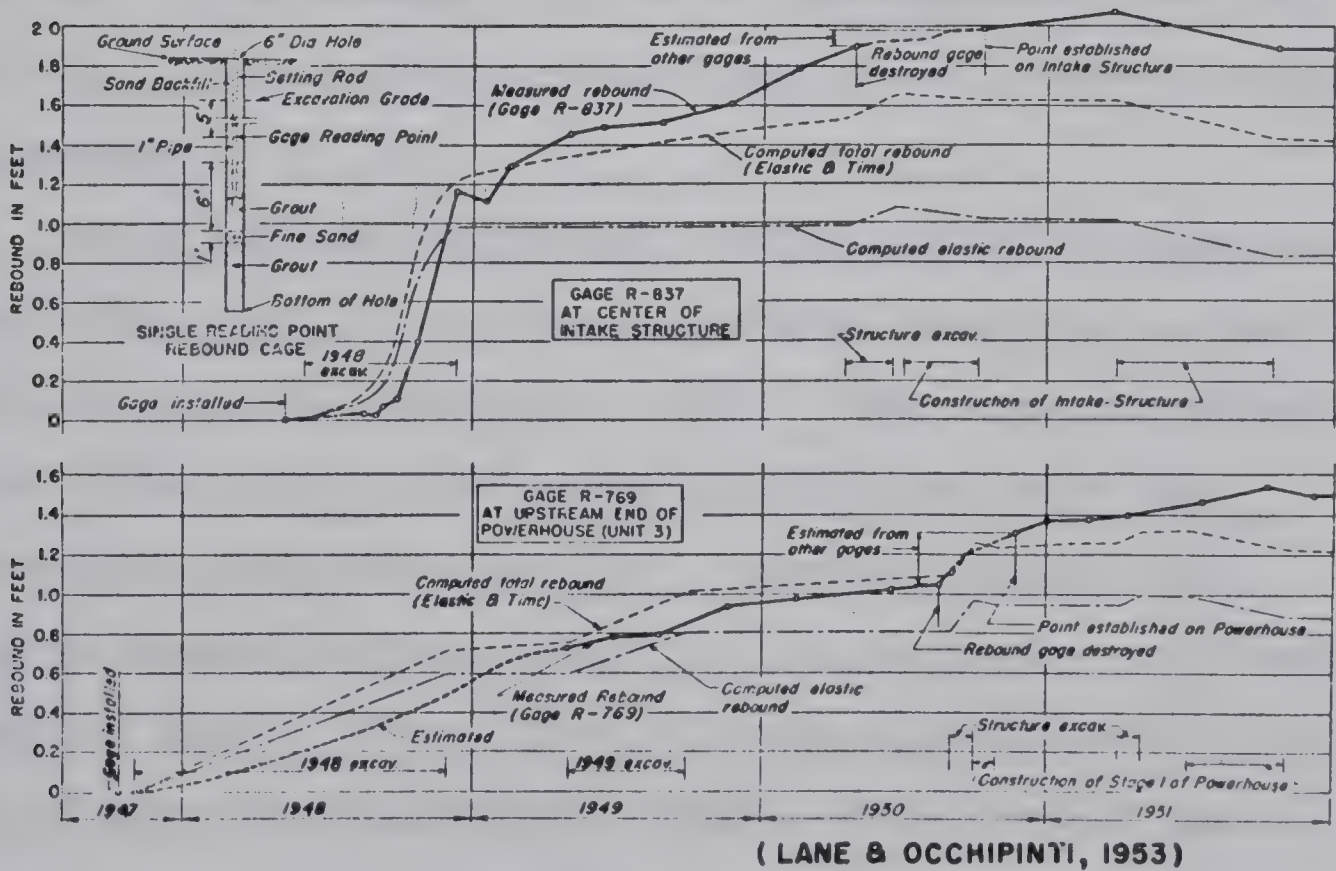 REBOUND IN FEET
2.0
1.8
1.6
1.4
1.2
1.0
0.8
0.6
0.4
0.2
0
Ground Surface
6" Dia Hole
Sand Backfill
Setting Rod
Excavation Grade
5'
Gage Reading Point
1" Pipe
6'
Grout
Fine Sand
1'
Grout
Bottom of Hole
SINGLE READING POINT
REBOUND GAGE
1948
excav.
Gage installed
Measured rebound
(Gage R-837)
Estimated from
other gages
Rebound gage
destroyed
Point established
on Intake Structure
Computed total rebound
(Elastic & Time)
Computed elastic rebound
GAGE R-837
AT CENTER OF
INTAKE STRUCTURE
Structure excav.
Construction of Intake-Structure
REBOUND IN FEET
1.6
1.4
1.2
1.0
0.8
0.6
0.4
0.2
0
GAGE R-769
AT UPSTREAM END OF
POWERHOUSE (UNIT 3)
Computed total rebound
(Elastic & Time)
Estimated from
other gages
Point established on Powerhouse
Rebound gage destroyed
Measured Rebound
(Gage R-769)
Computed elastic
rebound
Estimated
Gage installed
1948 excav.
1949 excav.
Structure excav.
Construction of Stage I of Powerhouse
1947
1948
1949
1950
1951
(LANE & OCCHIPINTI, 1953)